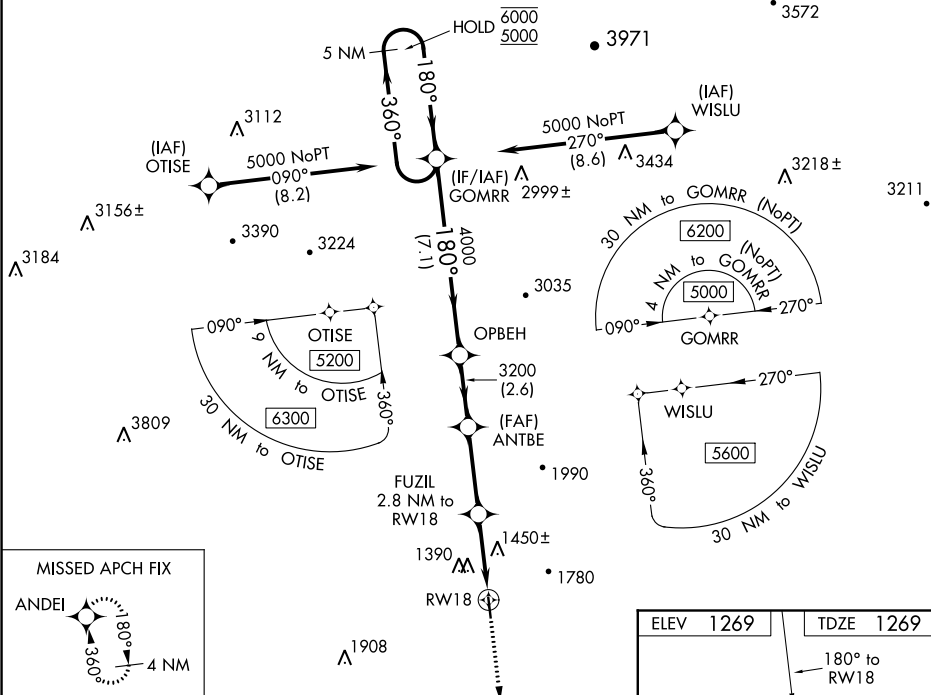 3572
HOLD 6000
5000
3971
5 NM
180°
360°
(IAF)
WISLU
3112
(IAF)
OTISE
5000 NoPT
090°
(8.2)
5000 NoPT
270°
(8.6)
3434
(IF/IAF)
GOMRR
2999±
3218±
3211
3156±
3390
3224
3184
4000
180°
(7.1)
3035
30 NM to GOMRR (NoPT)
6200
4 NM to GOMRR (NoPT)
5000
090°
270°
GOMRR
090°
OTISE
5200
9 NM to OTISE
6300
30 NM to OTISE
360°
OPBEH
3200
(2.6)
(FAF)
ANTBE
270°
WISLU
5600
360°
30 NM to WISLU
3809
1990
FUZIL
2.8 NM to
RW18
1450±
1390
1780
RW18
MISSED APCH FIX
ANDEI
180°
360°
4 NM
1908
ELEV 1269
TDZE 1269
180° to
RW18